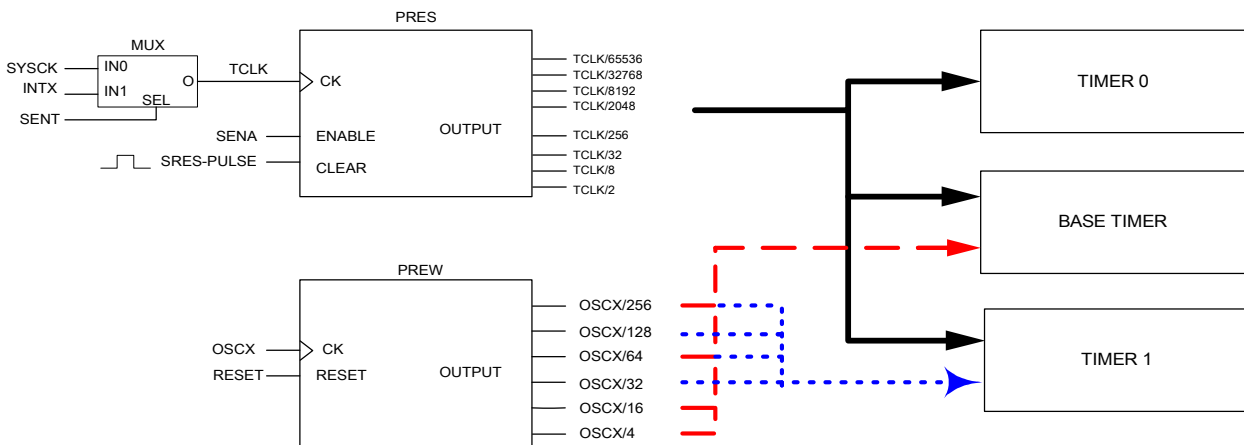 MUX
SYSCK
IN0
INTX
IN1
O
SEL
SENT
TCLK
PRES
CK
SENA
ENABLE
SRES-PULSE
CLEAR
OUTPUT
TCLK/65536
TCLK/32768
TCLK/8192
TCLK/2048
TCLK/256
TCLK/32
TCLK/8
TCLK/2
TIMER 0
BASE TIMER
TIMER 1
PREW
OSCX
CK
RESET
RESET
OUTPUT
OSCX/256
OSCX/128
OSCX/64
OSCX/32
OSCX/16
OSCX/4